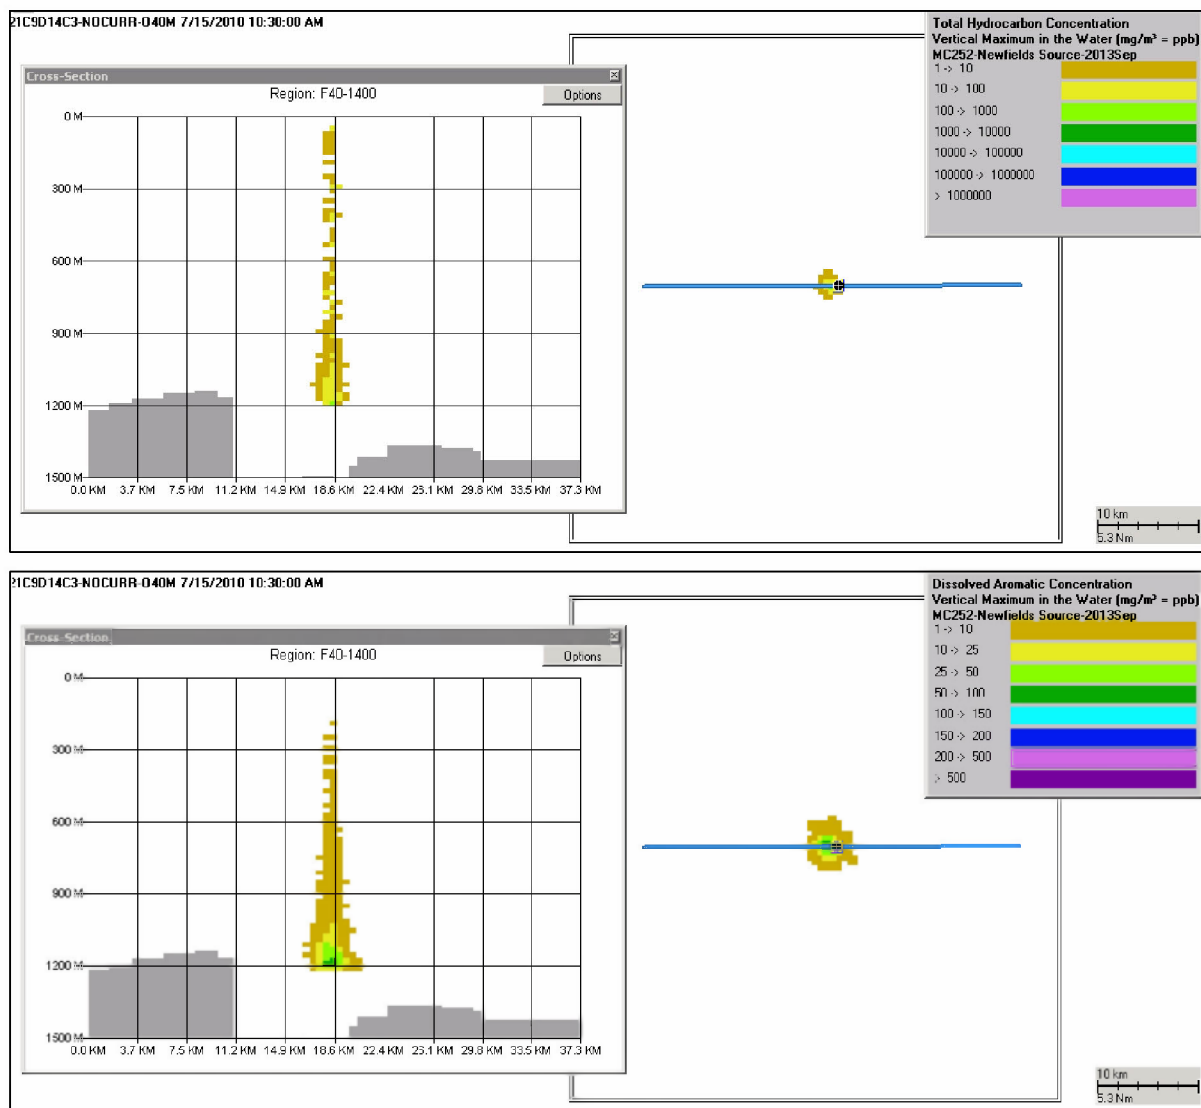 21C9D14C3-NOCURR-O40M 7/15/2010 10:30:00 AM
Total Hydrocarbon Concentration
Vertical Maximum in the Water (mg/m³ = ppb)
MC252-Newfields Source-2013Sep
1 -> 10
10 -> 100
100 -> 1000
1000 -> 10000
10000 -> 100000
100000 -> 1000000
> 1000000
Cross-Section
Region: F40-1400
Options
0 M
300 M
600 M
900 M
1200 M
1500 M
0.0 KM 3.7 KM 7.5 KM 11.2 KM 14.9 KM 18.6 KM 22.4 KM 26.1 KM 29.8 KM 33.5 KM 37.3 KM
10 km
5.3 Nm
21C9D14C3-NOCURR-O40M 7/15/2010 10:30:00 AM
Dissolved Aromatic Concentration
Vertical Maximum in the Water (mg/m³ = ppb)
MC252-Newfields Source-2013Sep
1 -> 10
10 -> 25
25 -> 50
50 -> 100
100 -> 150
150 -> 200
200 -> 500
> 500
Cross-Section
Region: F40-1400
Options
0 M
300 M
600 M
900 M
1200 M
1500 M
0.0 KM 3.7 KM 7.5 KM 11.2 KM 14.9 KM 18.6 KM 22.4 KM 26.1 KM 29.8 KM 33.5 KM 37.3 KM
10 km
5.3 Nm